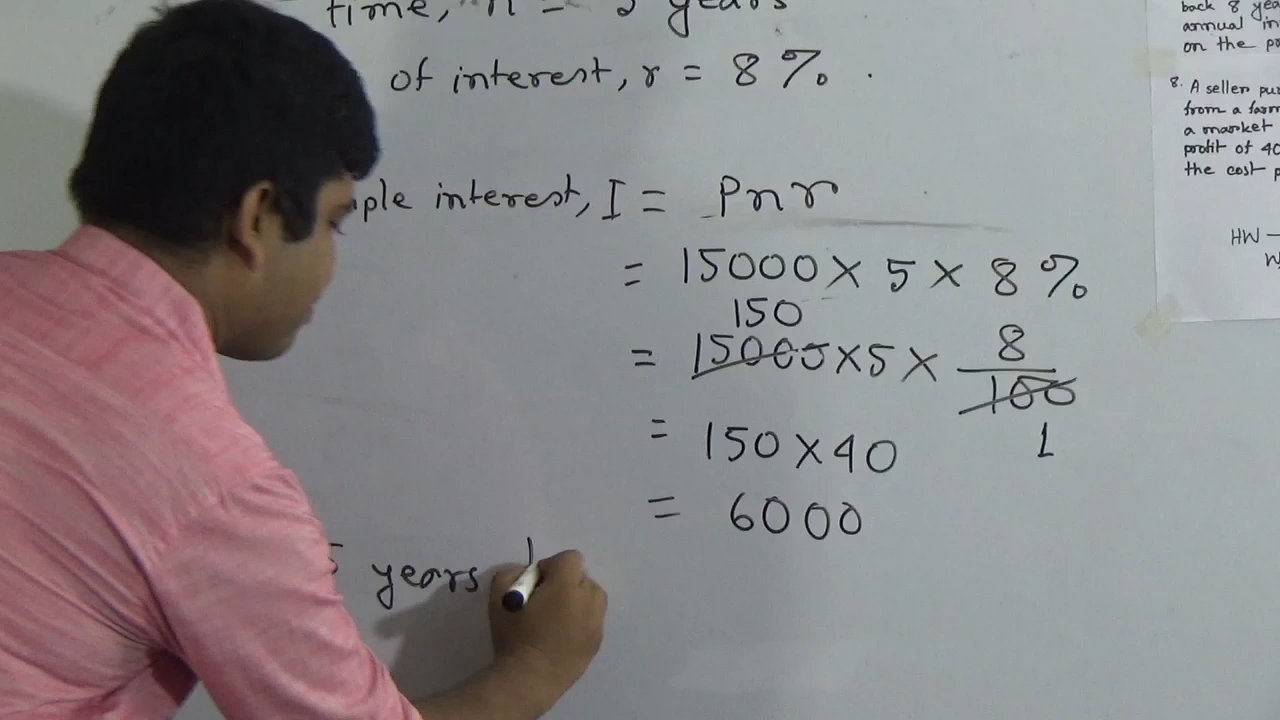 time, n = 5 years
of interest, r = 8%.
ple interest, I = Pnr
= 15000 × 5 × 8%
150
= 15000 × 5 × 8/100
1
= 150 × 40
= 6000
5 years
back 8 yea
annual in
on the p
8. A seller pur
from a farm
a market
profit of 40
the cost p
HW —